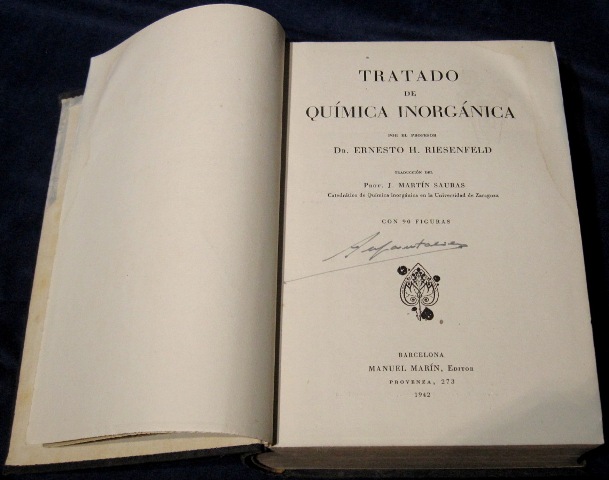 TRATADO
DE
QUÍMICA INORGÁNICA
POR EL PROFESOR
DR. ERNESTO H. RIESENFELD
TRADUCCIÓN DEL
PROF. J. MARTÍN SAURAS
Catedrático de Química Inorgánica en la Universidad de Zaragoza
CON 90 FIGURAS
BARCELONA
MANUEL MARÍN, EDITOR
PROVENZA, 273
1942